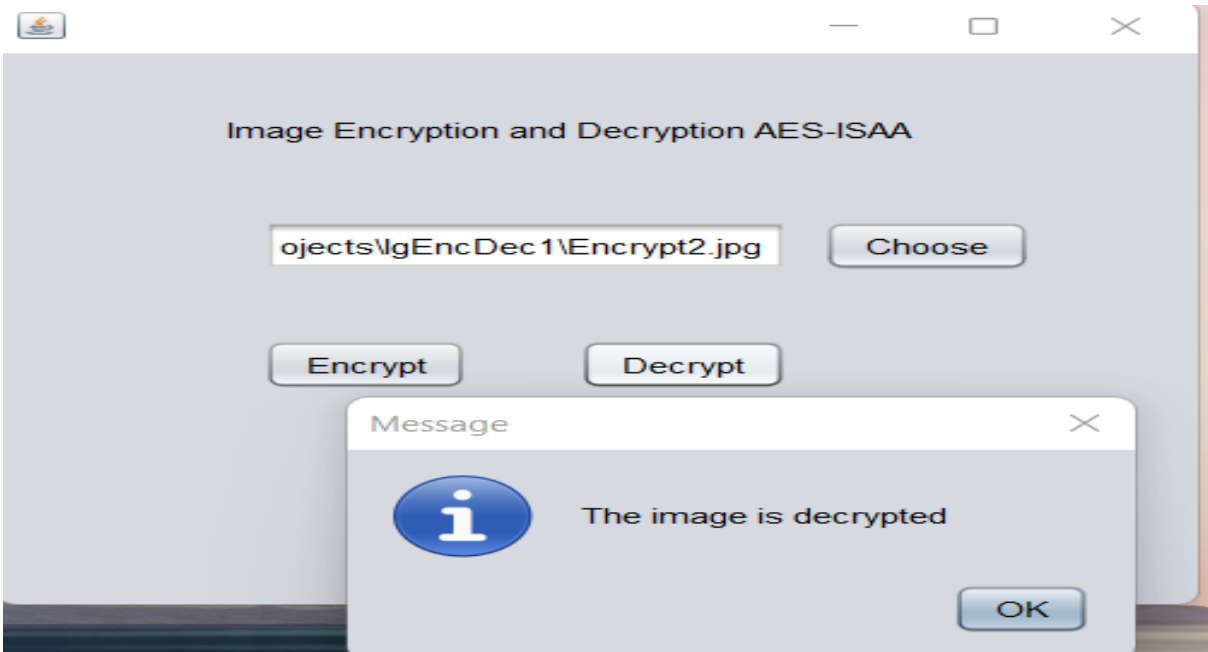 Image Encryption and Decryption AES-ISAA
ojects\IgEncDec1\Encrypt2.jpg Choose
Encrypt Decrypt
Message
The image is decrypted
OK